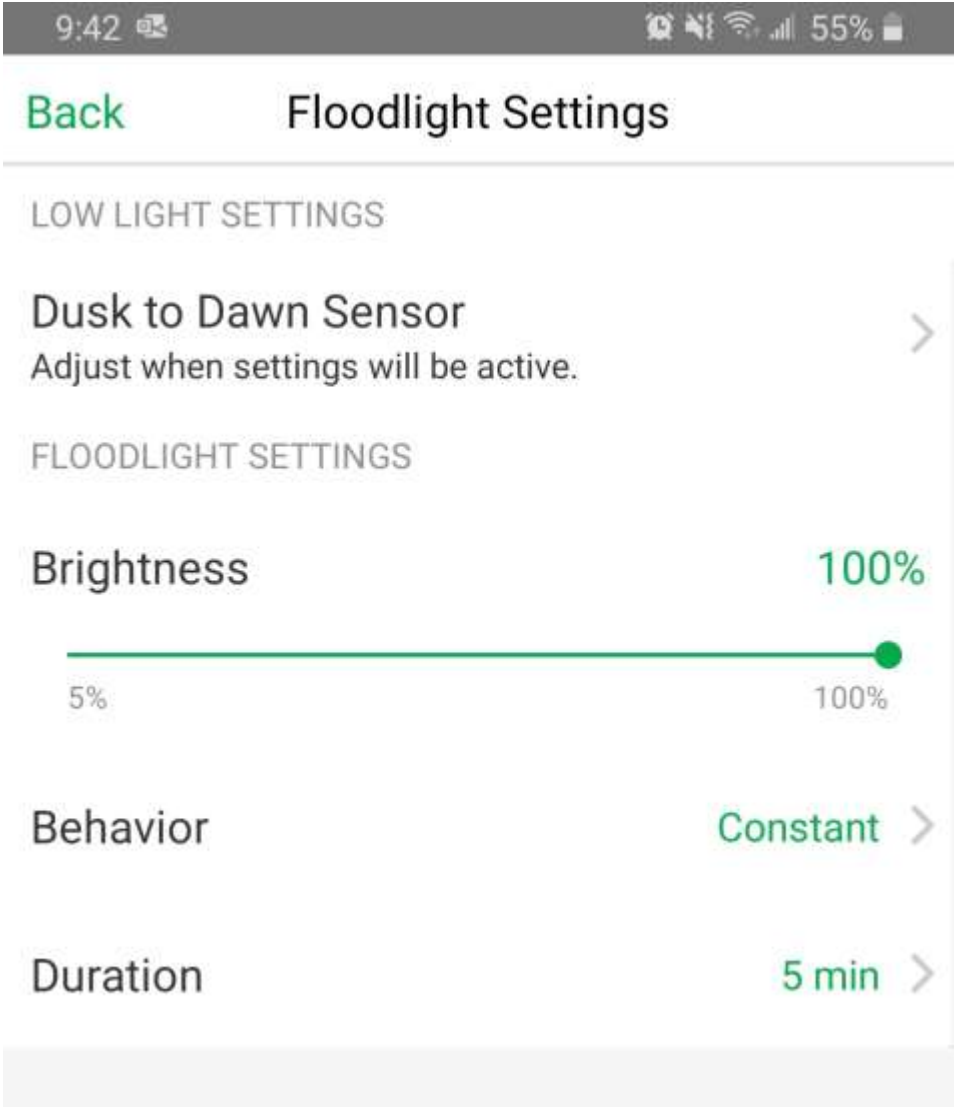 9:42 55%
Back Floodlight Settings
LOW LIGHT SETTINGS
Dusk to Dawn Sensor
Adjust when settings will be active.
FLOODLIGHT SETTINGS
Brightness 100%
5% 100%
Behavior Constant
Duration 5 min